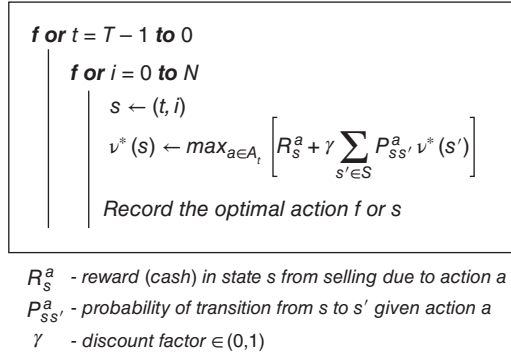 for t = T − 1 to 0
for i = 0 to N
s ← (t, i)
ν* (s) ← max_{a∈A_t} [R_s^a + γ ∑_{s'∈S} P_{ss'}^a ν* (s')]
Record the optimal action for s
R_s^a - reward (cash) in state s from selling due to action a
P_{ss'}^a - probability of transition from s to s' given action a
γ - discount factor ∈ (0,1)